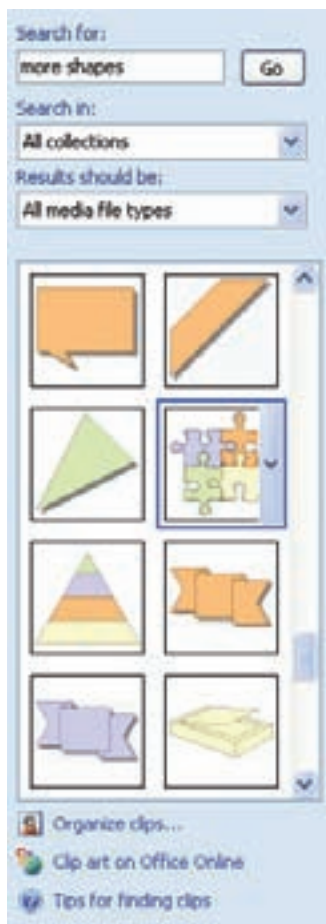 Search for:
more shapes
Go
Search in:
All collections
Results should be:
All media file types
Organize clips...
Clip art on Office Online
Tips for finding clips